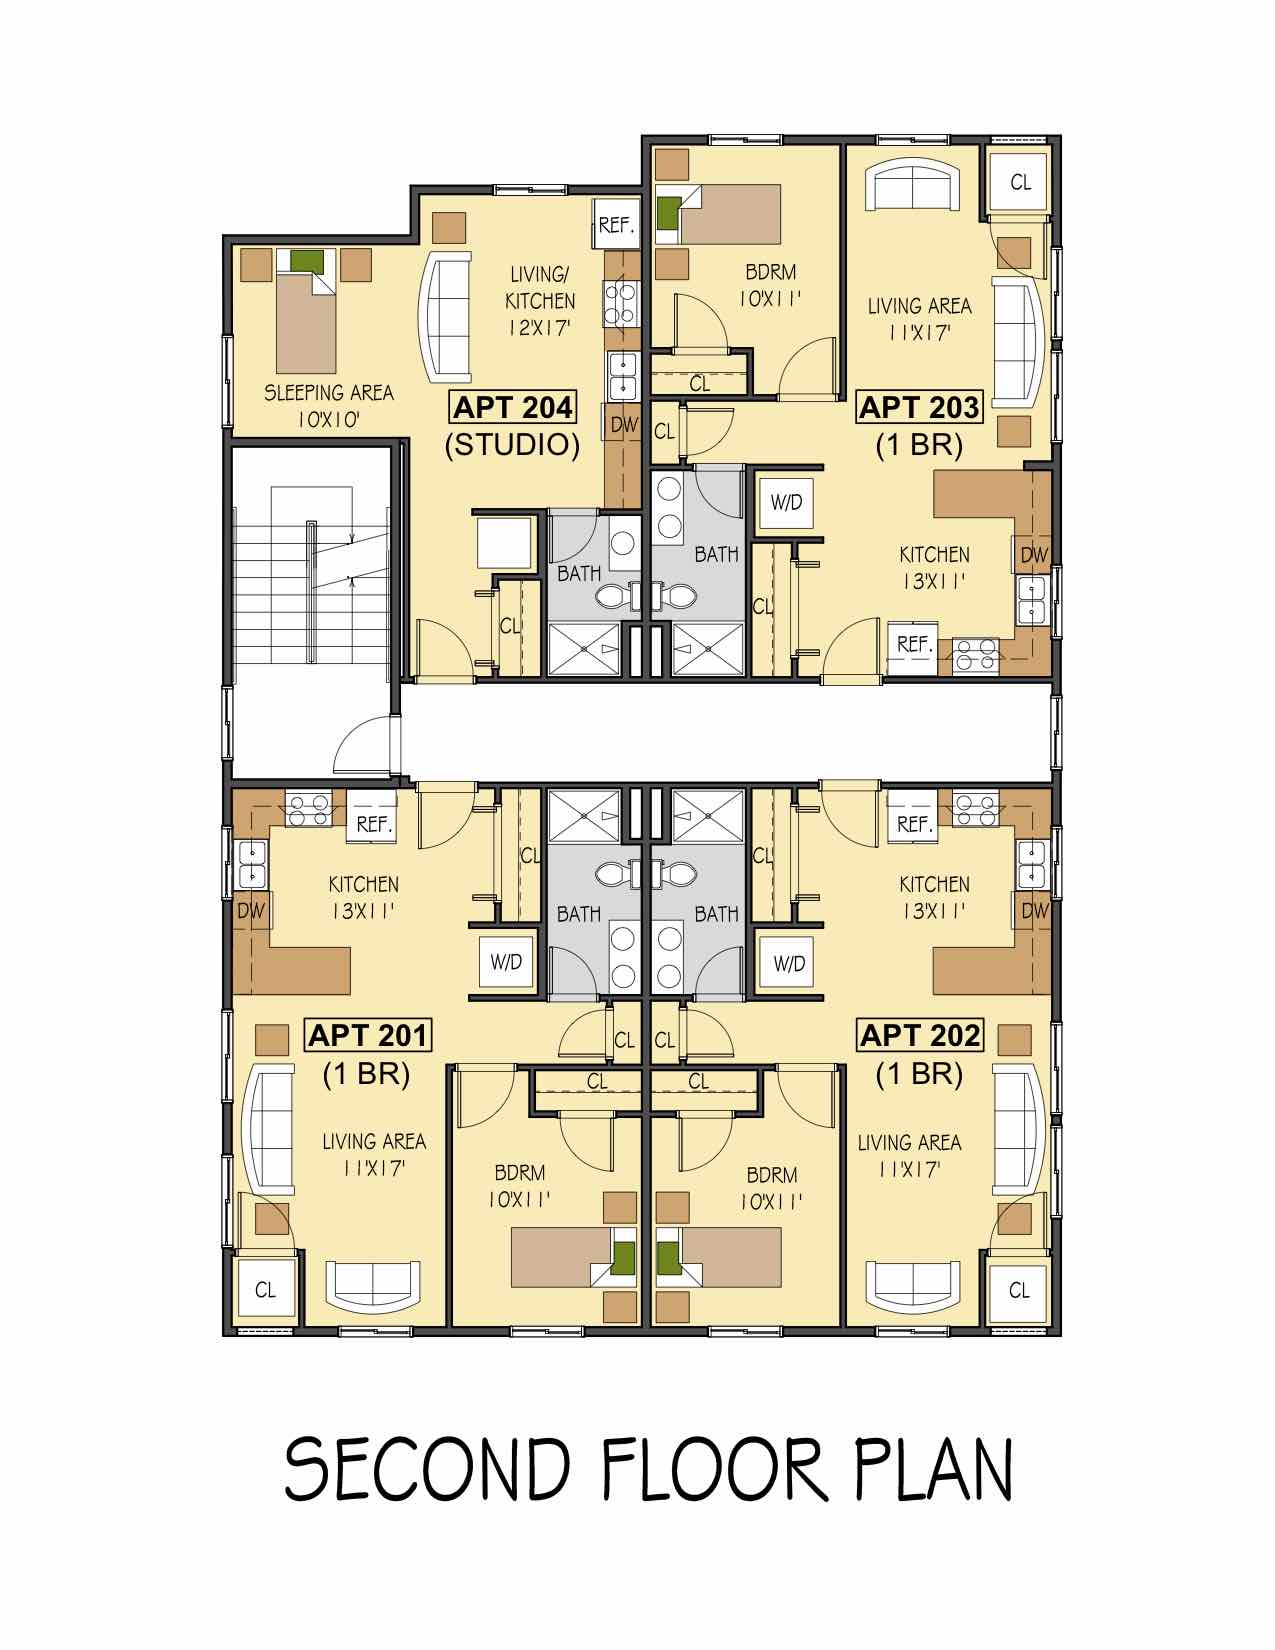 CL
REF.
BDRM
10'X11'
LIVING/
KITCHEN
12'X17'
LIVING AREA
11'X17'
CL
SLEEPING AREA
10'X10'
APT 204
(STUDIO)
DW
CL
APT 203
(1 BR)
W/D
BATH
BATH
KITCHEN
13'X11'
DW
CL
CL
REF.
REF.
KITCHEN
13'X11'
DW
CL
BATH
W/D
CL
BATH
W/D
REF.
KITCHEN
13'X11'
DW
APT 201
(1 BR)
CL
CL
APT 202
(1 BR)
CL
CL
LIVING AREA
11'X17'
BDRM
10'X11'
BDRM
10'X11'
LIVING AREA
11'X17'
CL
CL
SECOND FLOOR PLAN